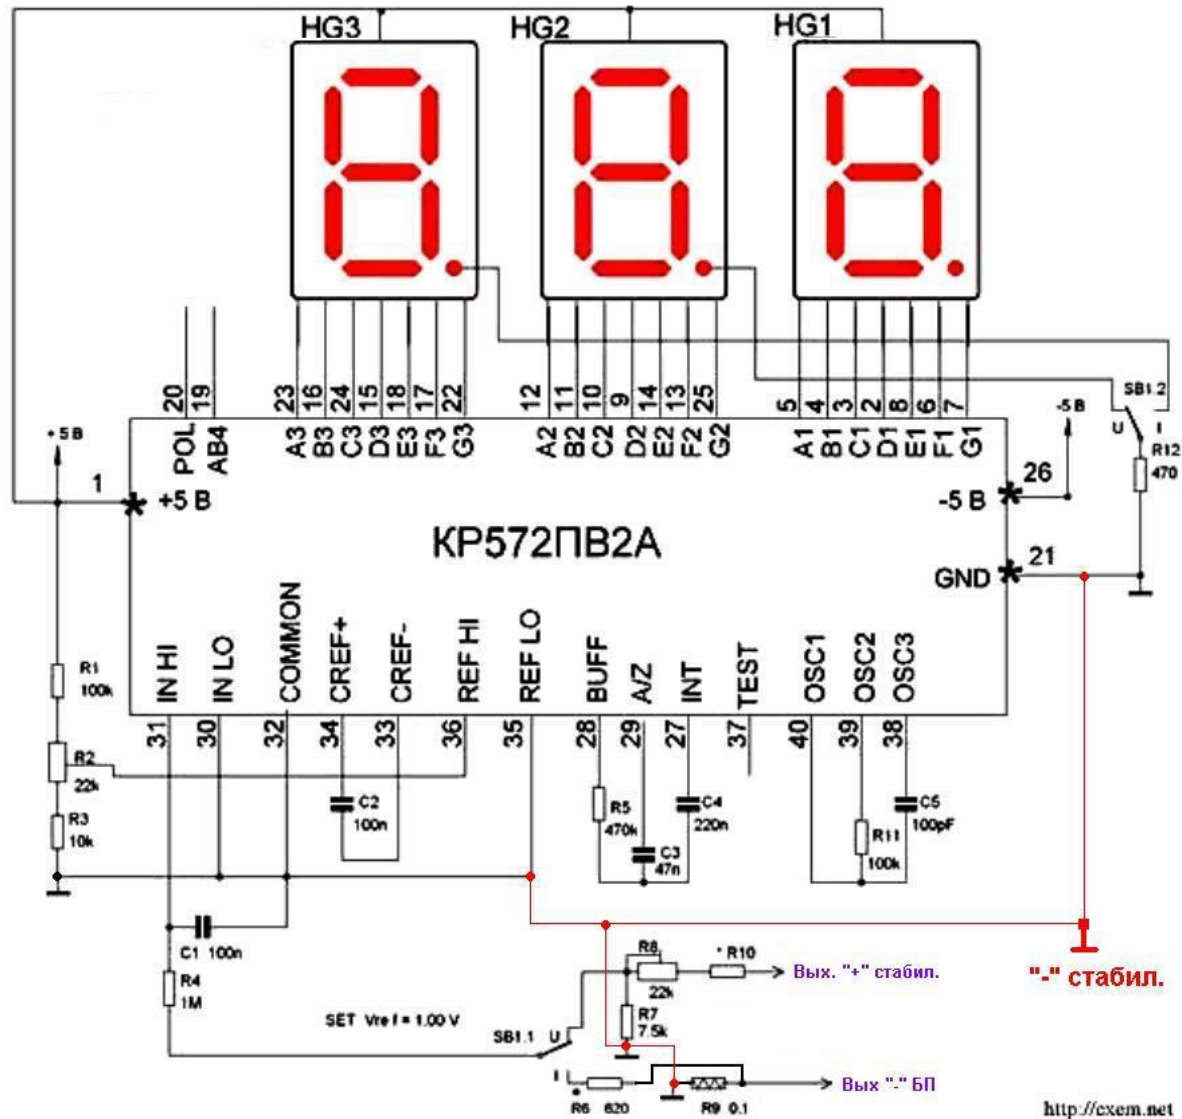 HG3 HG2 HG1
20 19 23 16 24 15 18 17 22 12 11 10 9 14 13 25 5 4 3 2 8 6 7
SB1.2
U I
R12
470
+5В
-5 В
POL AB4 A3 B3 C3 D3 E3 F3 G3 A2 B2 C2 D2 E2 F2 G2 A1 B1 C1 D1 E1 F1 G1
1 * +5 В
-5 В * 26
КР572ПВ2А
GND * 21
IN HI IN LO COMMON CREF+ CREF- REF HI REF LO BUFF A/Z INT TEST OSC1 OSC2 OSC3
31 30 32 34 33 36 35 28 29 27 37 40 39 38
R1
100k
R2
22k
R3
10k
C2
100n
R5
470k
C3
47n
C4
220n
R11
100k
C5
100pF
C1 100n
R4
1M
SET Vref = 1.00 V
R8
22k
* R10
Вых. "+" стабил.
"-" стабил.
R7
7.5k
SB1.1 U
I
R6 620
R9 0.1
Вых "-" БП
http://cxem.net